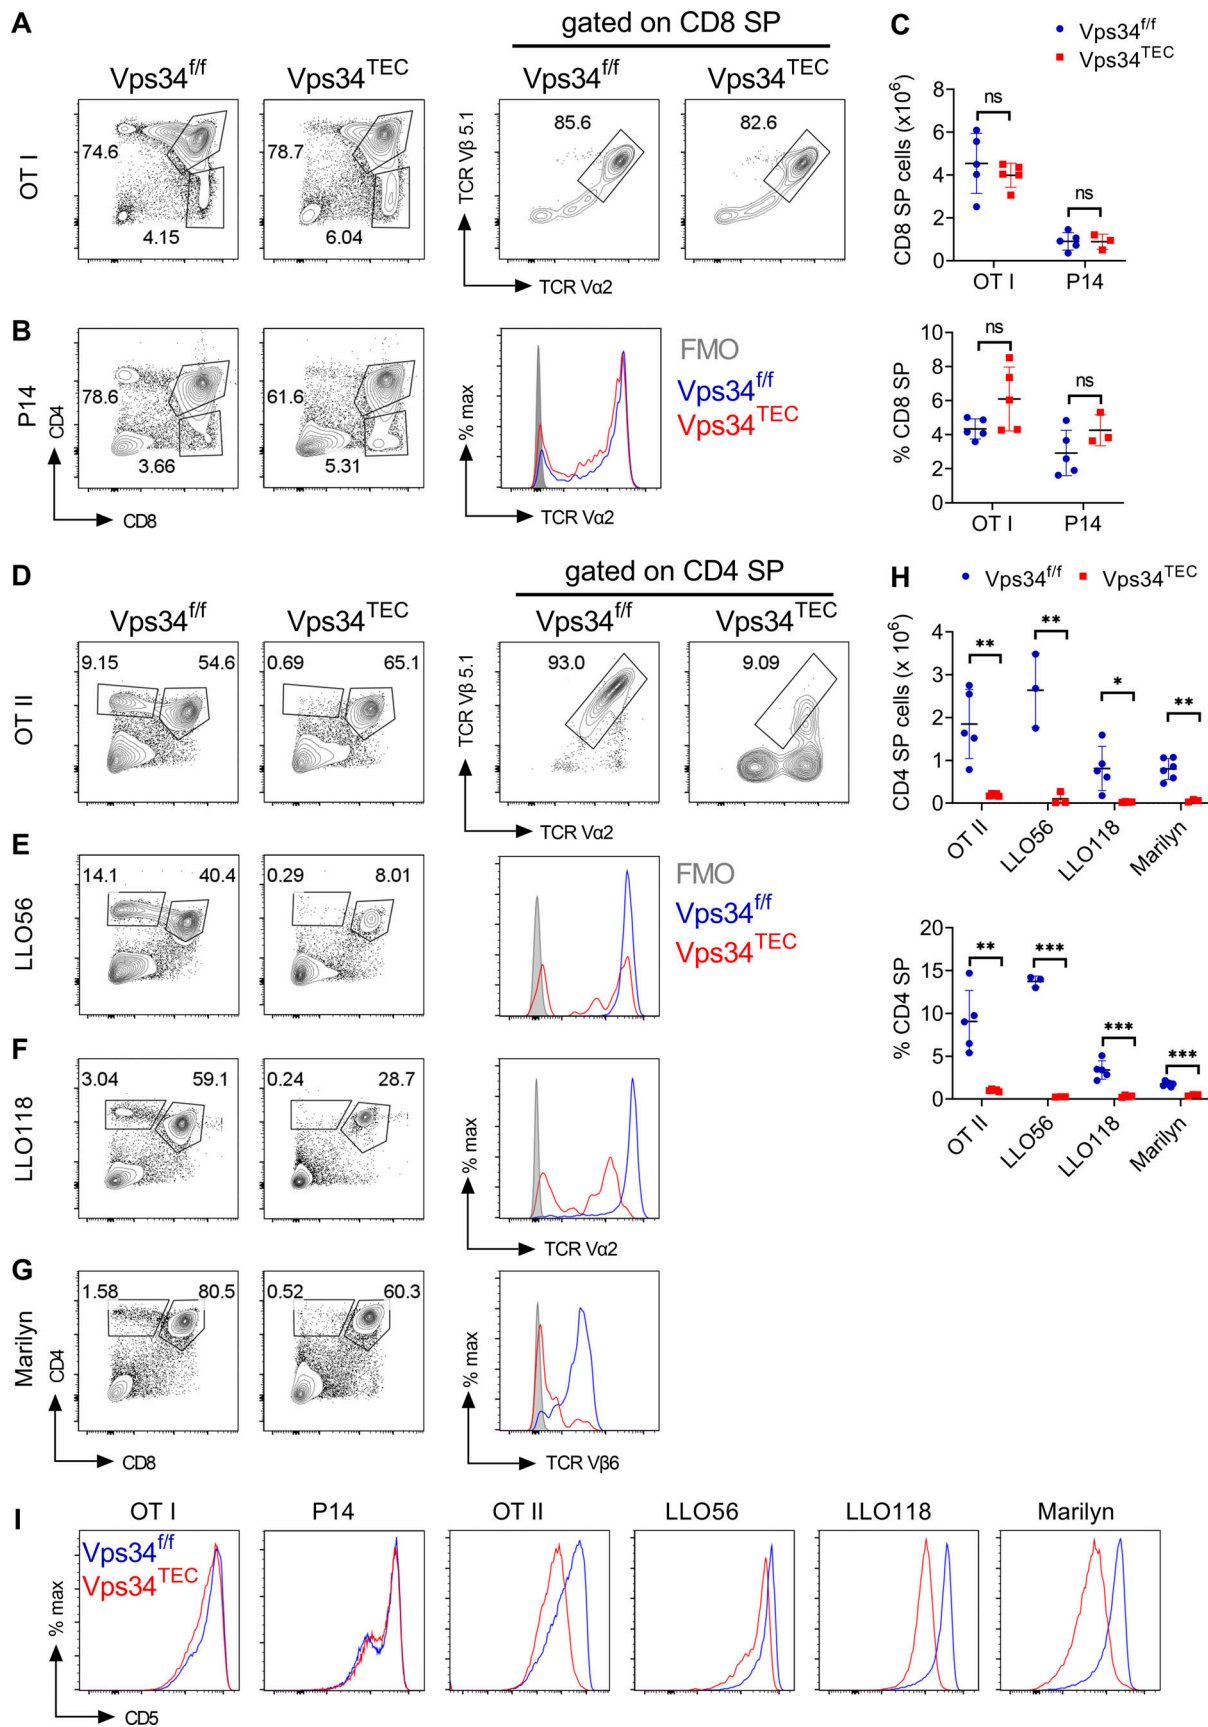 A
gated on CD8 SP
Vps34f/f
Vps34TEC
Vps34f/f
Vps34TEC
OT I
74.6
4.15
78.7
6.04
TCR Vβ 5.1
85.6
82.6
TCR Vα2
B
P14
78.6
3.66
61.6
5.31
CD4
CD8
% max
TCR Vα2
FMO
Vps34f/f
Vps34TEC
C
Vps34f/f
Vps34TEC
CD8 SP cells (x10⁶)
8
6
4
2
0
ns
ns
OT I
P14
% CD8 SP
10
8
6
4
2
0
ns
ns
OT I
P14
D
gated on CD4 SP
Vps34f/f
Vps34TEC
Vps34f/f
Vps34TEC
OT II
9.15
54.6
0.69
65.1
TCR Vβ 5.1
93.0
9.09
TCR Vα2
E
LLO56
14.1
40.4
0.29
8.01
FMO
Vps34f/f
Vps34TEC
F
LLO118
3.04
59.1
0.24
28.7
% max
TCR Vα2
G
Marilyn
1.58
80.5
0.52
60.3
CD4
CD8
% max
TCR Vβ6
H
Vps34f/f
Vps34TEC
CD4 SP cells (x 10⁶)
4
3
2
1
0
**
**
*
**
OT II
LLO56
LLO118
Marilyn
% CD4 SP
20
15
10
5
0
**
***
***
***
OT II
LLO56
LLO118
Marilyn
I
OT I
P14
OT II
LLO56
LLO118
Marilyn
Vps34f/f
Vps34TEC
% max
CD5